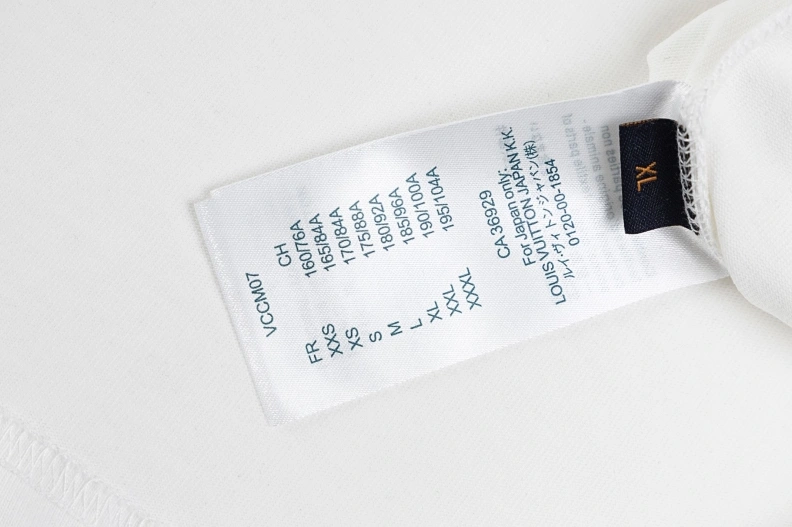 VCCM07
FR CH
XXS 160/76A
XS 165/84A
S 170/84A
M 175/88A
L 180/92A
XL 185/96A
XXL 190/100A
XXXL 195/104A
CA36929
For Japan only:
LOUIS VUITTON JAPAN K.K.
ルイ・ヴィトン ジャパン(株)
0120-00-1854
XL